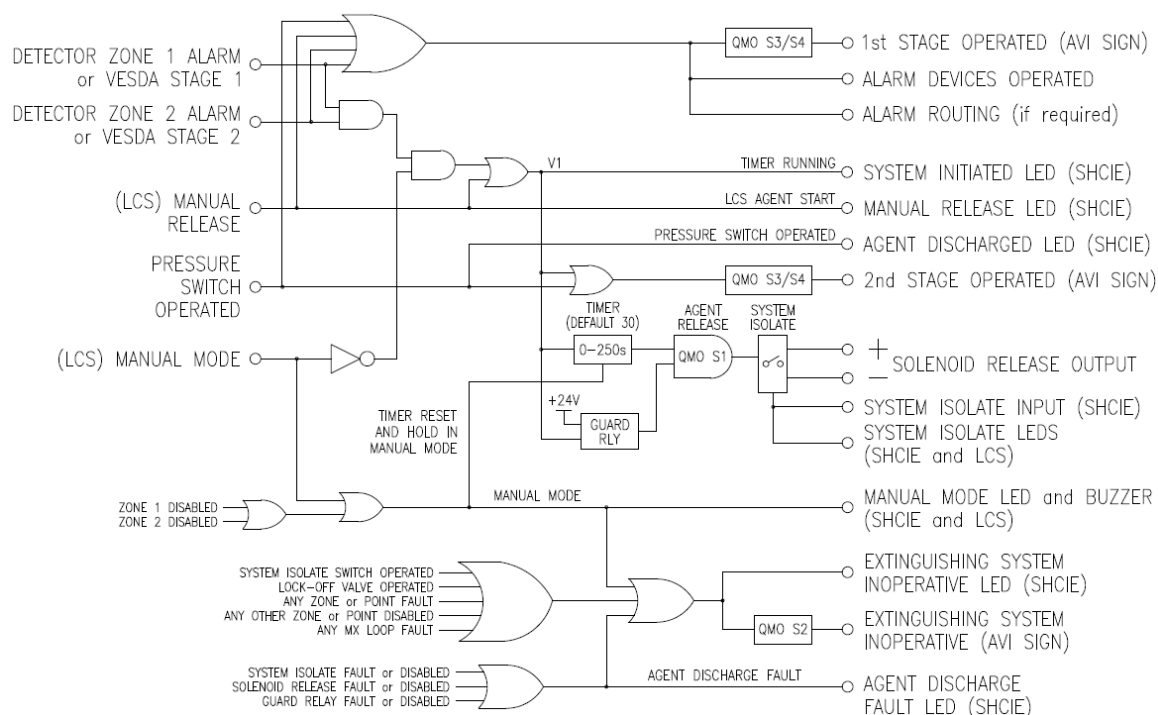 QMO S3/S4
1st STAGE OPERATED (AVI SIGN)
DETECTOR ZONE 1 ALARM
or VESDA STAGE 1
ALARM DEVICES OPERATED
DETECTOR ZONE 2 ALARM
or VESDA STAGE 2
ALARM ROUTING (if required)
V1
TIMER RUNNING
SYSTEM INITIATED LED (SHCIE)
(LCS) MANUAL
RELEASE
LCS AGENT START
MANUAL RELEASE LED (SHCIE)
PRESSURE SWITCH OPERATED
AGENT DISCHARGED LED (SHCIE)
PRESSURE
SWITCH
OPERATED
QMO S3/S4
2nd STAGE OPERATED (AVI SIGN)
TIMER
(DEFAULT 30)
AGENT
RELEASE
SYSTEM
ISOLATE
(LCS) MANUAL MODE
0-250s
QMO S1
+
-
SOLENOID RELEASE OUTPUT
TIMER RESET
AND HOLD IN
MANUAL MODE
+24V
GUARD
RLY
SYSTEM ISOLATE INPUT (SHCIE)
SYSTEM ISOLATE LEDS
(SHCIE and LCS)
ZONE 1 DISABLED
ZONE 2 DISABLED
MANUAL MODE
MANUAL MODE LED and BUZZER
(SHCIE and LCS)
SYSTEM ISOLATE SWITCH OPERATED
LOCK-OFF VALVE OPERATED
ANY ZONE or POINT FAULT
ANY OTHER ZONE or POINT DISABLED
ANY MX LOOP FAULT
EXTINGUISHING SYSTEM
INOPERATIVE LED (SHCIE)
QMO S2
EXTINGUISHING SYSTEM
INOPERATIVE (AVI SIGN)
SYSTEM ISOLATE FAULT or DISABLED
SOLENOID RELEASE FAULT or DISABLED
GUARD RELAY FAULT or DISABLED
AGENT DISCHARGE FAULT
AGENT DISCHARGE
FAULT LED (SHCIE)